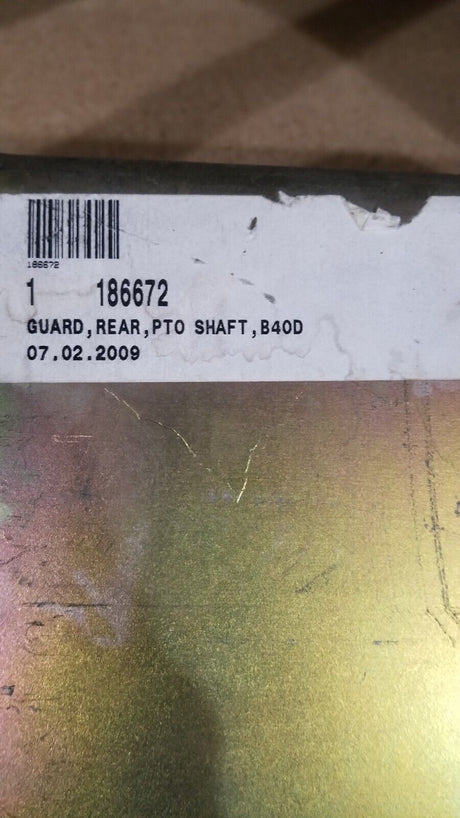 186672
1 186672
GUARD,REAR,PTO SHAFT,B40D
07.02.2009